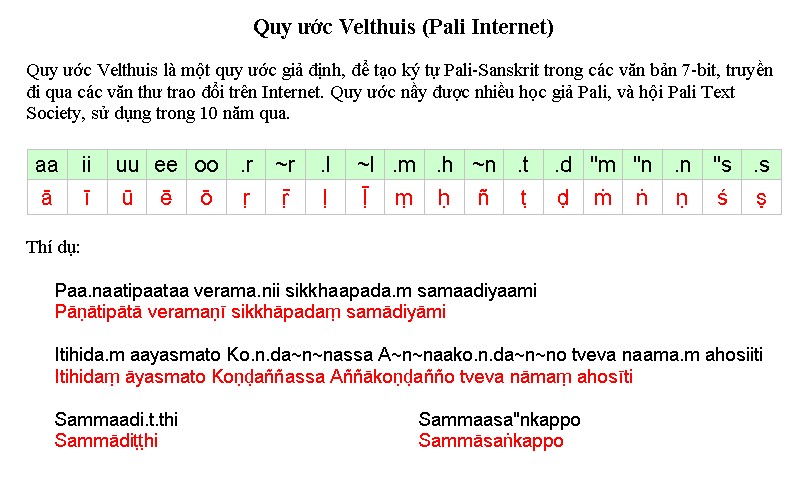 Quy ước Velthuis (Pali Internet)
Quy ước Velthuis là một quy ước giả định, để tạo ký tự Pali-Sanskrit trong các văn bản 7-bit, truyền
đi qua các văn thư trao đổi trên Internet. Quy ước nầy được nhiều học giả Pali, và hội Pali Text
Society, sử dụng trong 10 năm qua.
aa ii uu ee oo .r ~r .l ~l .m .h ~n .t .d "m "n .n "s .s
ā ī ū ē ō ṛ ṝ ḷ ḹ ṃ ḥ ñ ṭ ḍ ṁ ṅ ṇ ś ṣ
Thí dụ:
Paa.naatipaataa verama.nii sikkhaapada.m samaadiyaami
Pāṇātipātā veramaṇī sikkhāpadaṃ samādiyāmi
Itihida.m aayasmato Ko.n.da~n~nassa A~n~naako.n.da~n~no tveva naama.m ahosiiti
Itihidaṃ āyasmato Koṇḍaññassa Aññākoṇḍañño tveva nāmaṃ ahosīti
Sammaadi.t.thi Sammaasa"nkappo
Sammādiṭṭhi Sammāsaṅkappo